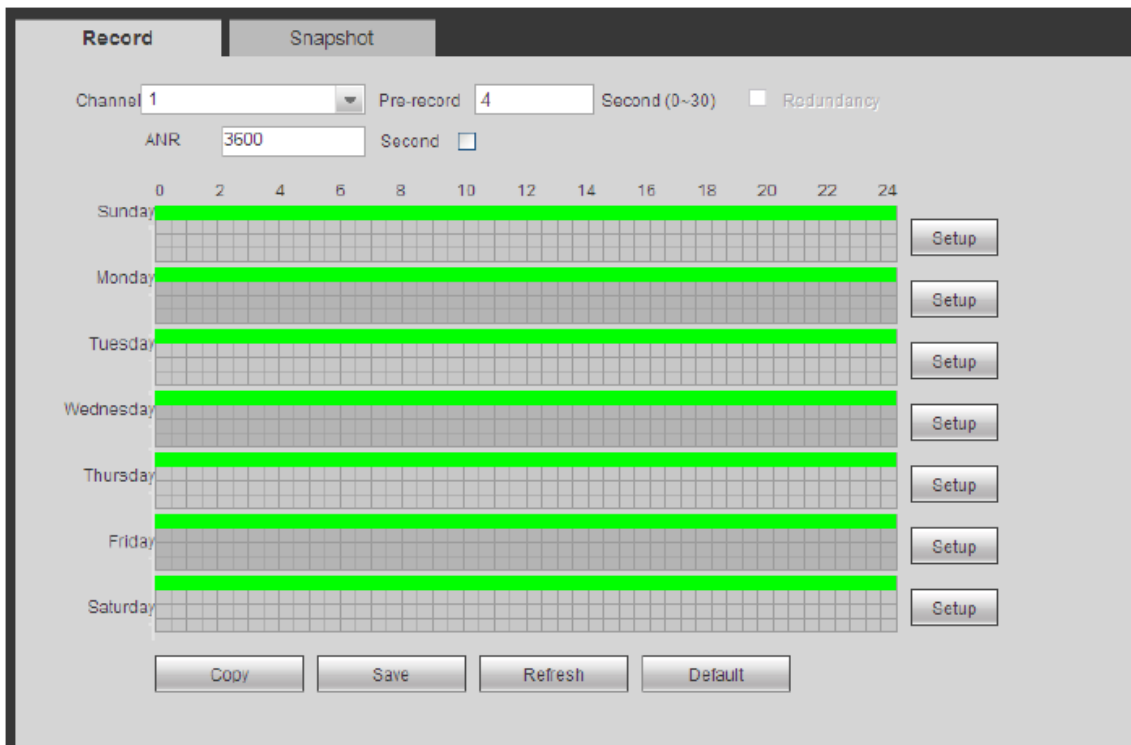 Record Snapshot
Channel 1 Pre-record 4 Second (0~30) Redundancy
ANR 3600 Second
0 2 4 6 8 10 12 14 16 18 20 22 24
Sunday
Setup
Monday
Setup
Tuesday
Setup
Wednesday
Setup
Thursday
Setup
Friday
Setup
Saturday
Setup
Copy Save Refresh Default